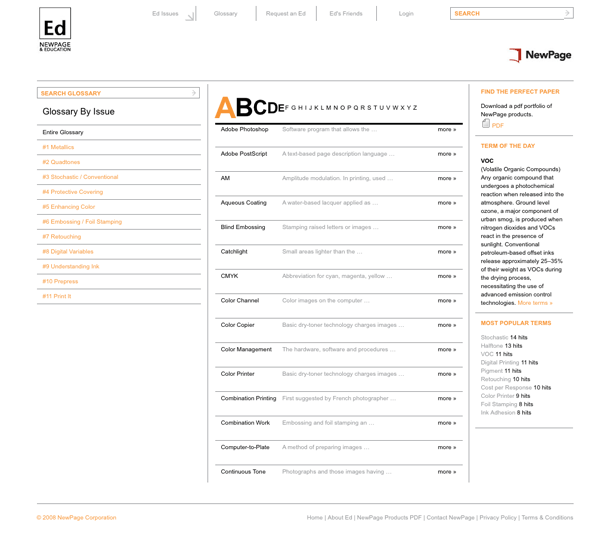 Ed
NEWPAGE
& EDUCATION
Ed Issues
Glossary
Request an Ed
Ed's Friends
Login
SEARCH
NewPage
SEARCH GLOSSARY
Glossary By Issue
Entire Glossary
#1 Metallics
#2 Quadtones
#3 Stochastic / Conventional
#4 Protective Covering
#5 Enhancing Color
#6 Embossing / Foil Stamping
#7 Retouching
#8 Digital Variables
#9 Understanding Ink
#10 Prepress
#11 Print It
ABCDEFGHIJKLMNOPQRSTUVWXYZ
Adobe Photoshop Software program that allows the … more »
Adobe PostScript A text-based page description language … more »
AM Amplitude modulation. In printing, used … more »
Aqueous Coating A water-based lacquer applied as … more »
Blind Embossing Stamping raised letters or images … more »
Catchlight Small areas lighter than the … more »
CMYK Abbreviation for cyan, magenta, yellow … more »
Color Channel Color images on the computer … more »
Color Copier Basic dry-toner technology charges images … more »
Color Management The hardware, software and procedures … more »
Color Printer Basic dry-toner technology charges images … more »
Combination Printing First suggested by French photographer … more »
Combination Work Embossing and foil stamping an … more »
Computer-to-Plate A method of preparing images … more »
Continuous Tone Photographs and those images having … more »
FIND THE PERFECT PAPER
Download a pdf portfolio of
NewPage products.
PDF
TERM OF THE DAY
VOC
(Volatile Organic Compounds)
Any organic compound that
undergoes a photochemical
reaction when released into the
atmosphere. Ground level
ozone, a major component of
urban smog, is produced when
nitrogen dioxides and VOCs
react in the presence of
sunlight. Conventional
petroleum-based offset inks
release approximately 25–35%
of their weight as VOCs during
the drying process,
necessitating the use of
advanced emission control
technologies. More terms »
MOST POPULAR TERMS
Stochastic 14 hits
Halftone 13 hits
VOC 11 hits
Digital Printing 11 hits
Pigment 11 hits
Retouching 10 hits
Cost per Response 10 hits
Color Printer 9 hits
Foil Stamping 8 hits
Ink Adhesion 8 hits
© 2008 NewPage Corporation
Home | About Ed | NewPage Products PDF | Contact NewPage | Privacy Policy | Terms & Conditions